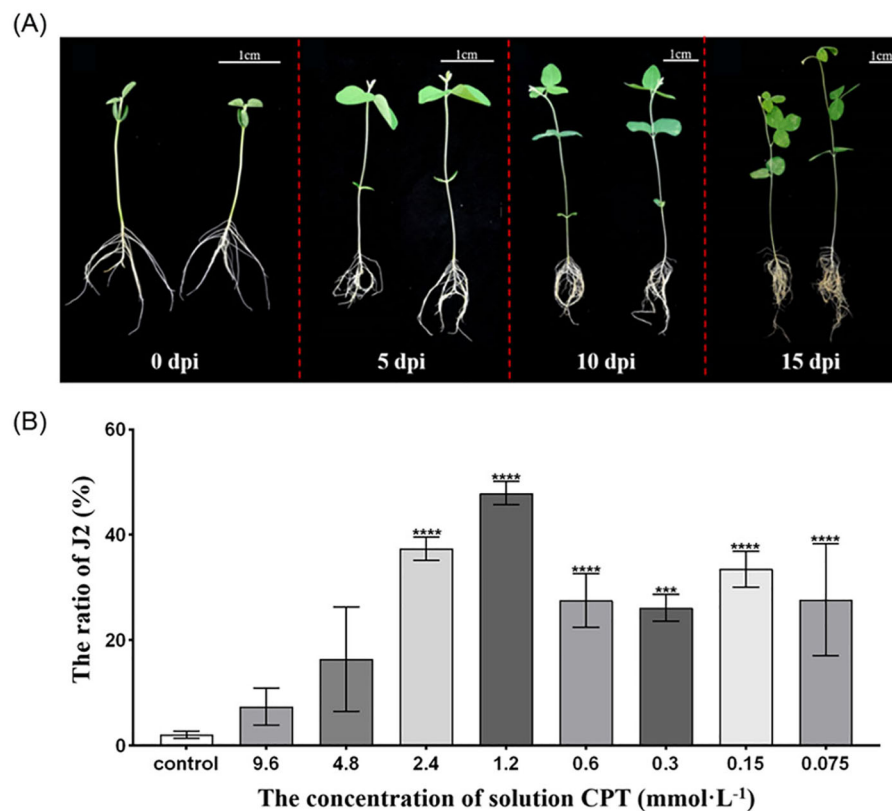 (A)
1cm 1cm 1cm 1cm
0 dpi 5 dpi 10 dpi 15 dpi
(B)
The ratio of J2 (%)
60
40
20
0
**** **** **** *** **** ****
control 9.6 4.8 2.4 1.2 0.6 0.3 0.15 0.075
The concentration of solution CPT (mmol·L⁻¹)